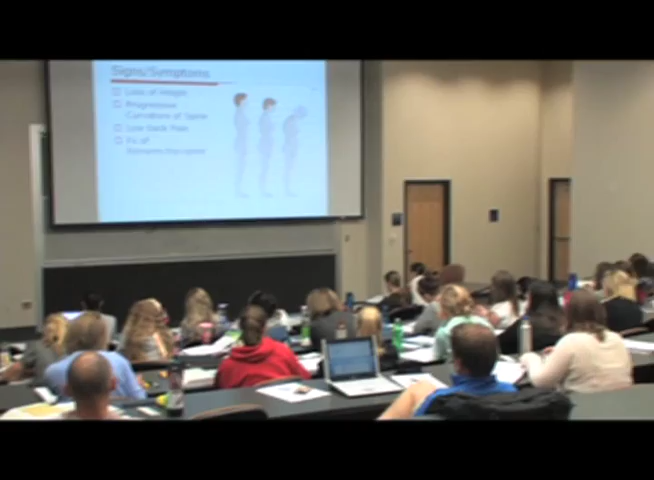 Signs/Symptoms
Loss of Height
Progressive
Curvature of Spine
Low Back Pain
Fx of